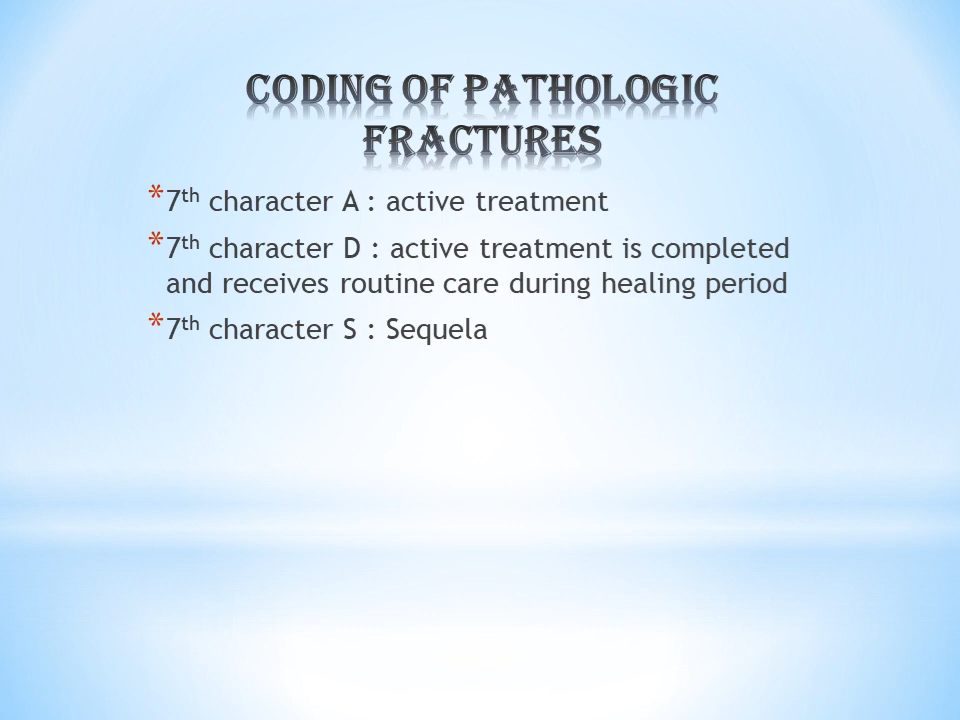 CODING OF PATHOLOGIC
FRACTURES
* 7th character A : active treatment
* 7th character D : active treatment is completed
and receives routine care during healing period
* 7th character S : Sequela